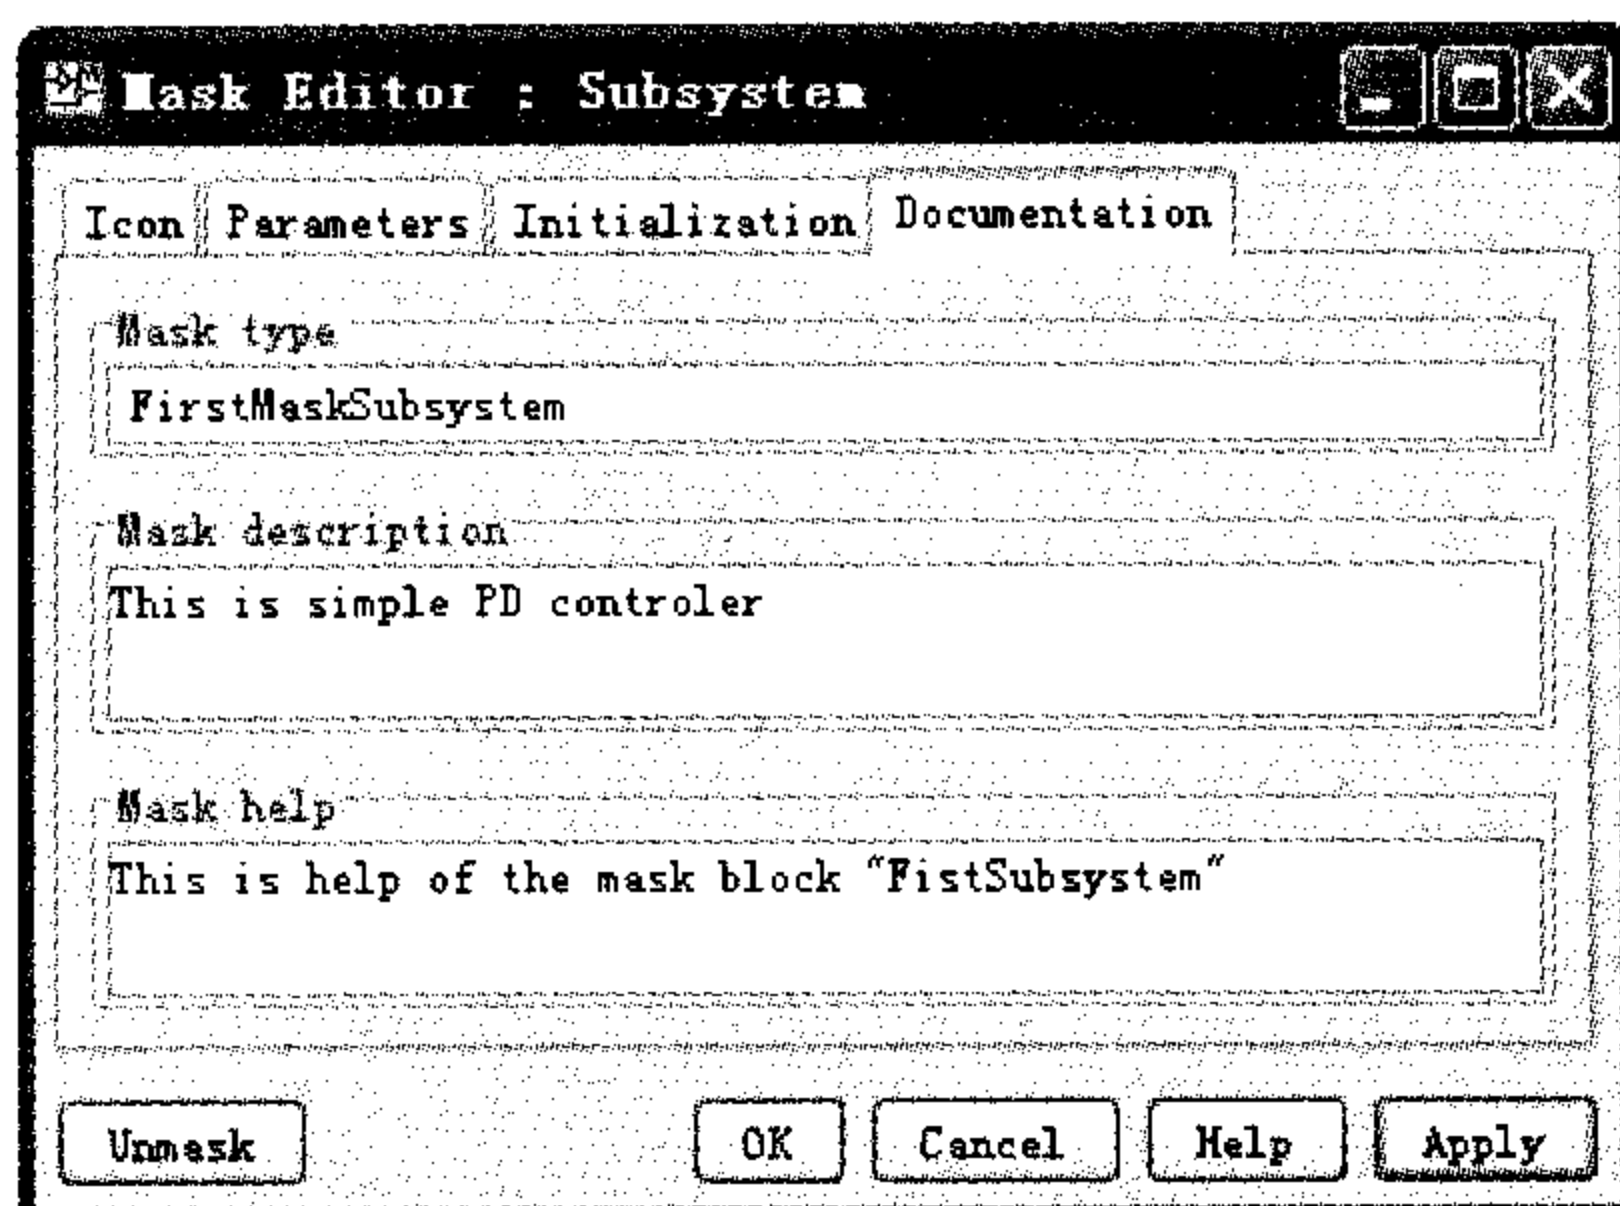 Mask Editor : Subsystem
Icon Parameters Initialization Documentation
Mask type
FirstMaskSubsystem
Mask description
This is simple PD controler
Mask help
This is help of the mask block "FistSubsystem"
Unmask OK Cancel Help Apply